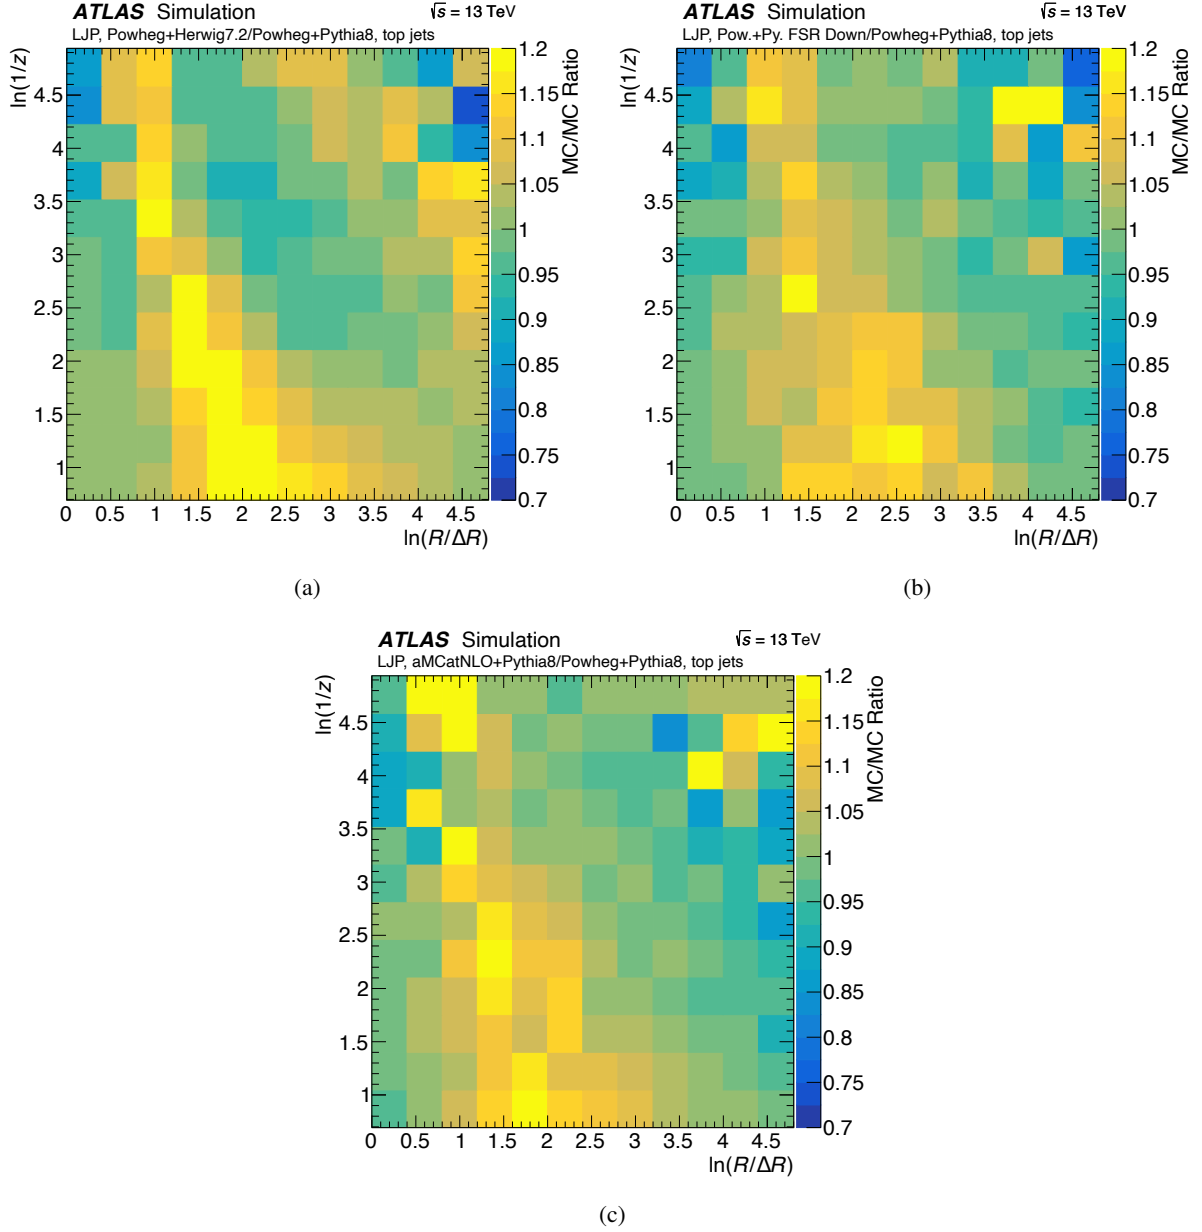 ATLAS Simulation √s = 13 TeV
LJP, Powheg+Herwig7.2/Powheg+Pythia8, top jets
ln(1/z)
4.5
4
3.5
3
2.5
2
1.5
1
0 0.5 1 1.5 2 2.5 3 3.5 4 4.5
ln(R/ΔR)
1.2
1.15
1.1
1.05
1
0.95
0.9
0.85
0.8
0.75
0.7
MC/MC Ratio
(a)
ATLAS Simulation √s = 13 TeV
LJP, Pow.+Py. FSR Down/Powheg+Pythia8, top jets
ln(1/z)
4.5
4
3.5
3
2.5
2
1.5
1
0 0.5 1 1.5 2 2.5 3 3.5 4 4.5
ln(R/ΔR)
1.2
1.15
1.1
1.05
1
0.95
0.9
0.85
0.8
0.75
0.7
MC/MC Ratio
(b)
ATLAS Simulation √s = 13 TeV
LJP, aMCatNLO+Pythia8/Powheg+Pythia8, top jets
ln(1/z)
4.5
4
3.5
3
2.5
2
1.5
1
0 0.5 1 1.5 2 2.5 3 3.5 4 4.5
ln(R/ΔR)
1.2
1.15
1.1
1.05
1
0.95
0.9
0.85
0.8
0.75
0.7
MC/MC Ratio
(c)